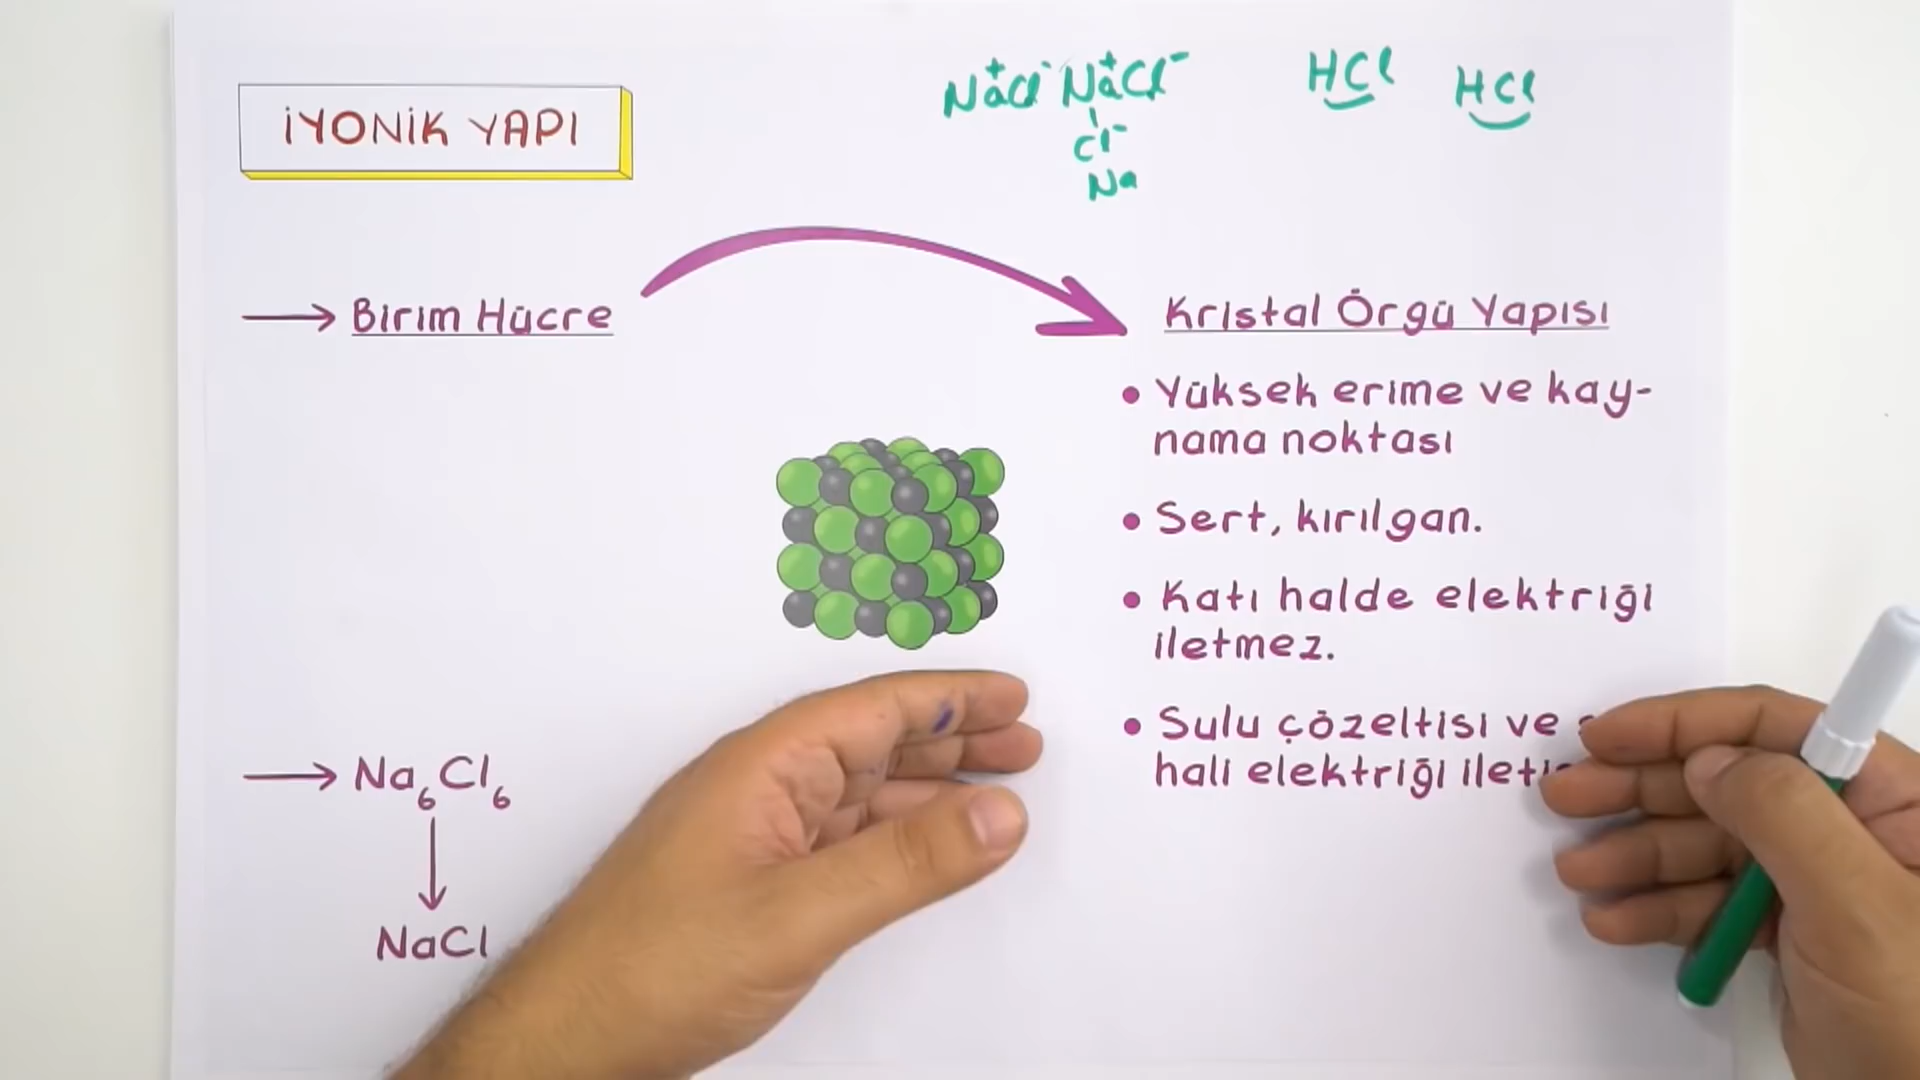 İYONİK YAPI
Na⁺Cl⁻ Na⁺Cl⁻
Cl⁻
Na
HCl HCl
Birim Hücre
Kristal Örgü Yapısı
• Yüksek erime ve kay-
nama noktası
• Sert, kırılgan.
• Katı halde elektriği
iletmez.
• Sulu çözeltisi ve
hali elektriği
Na₆Cl₆
NaCl